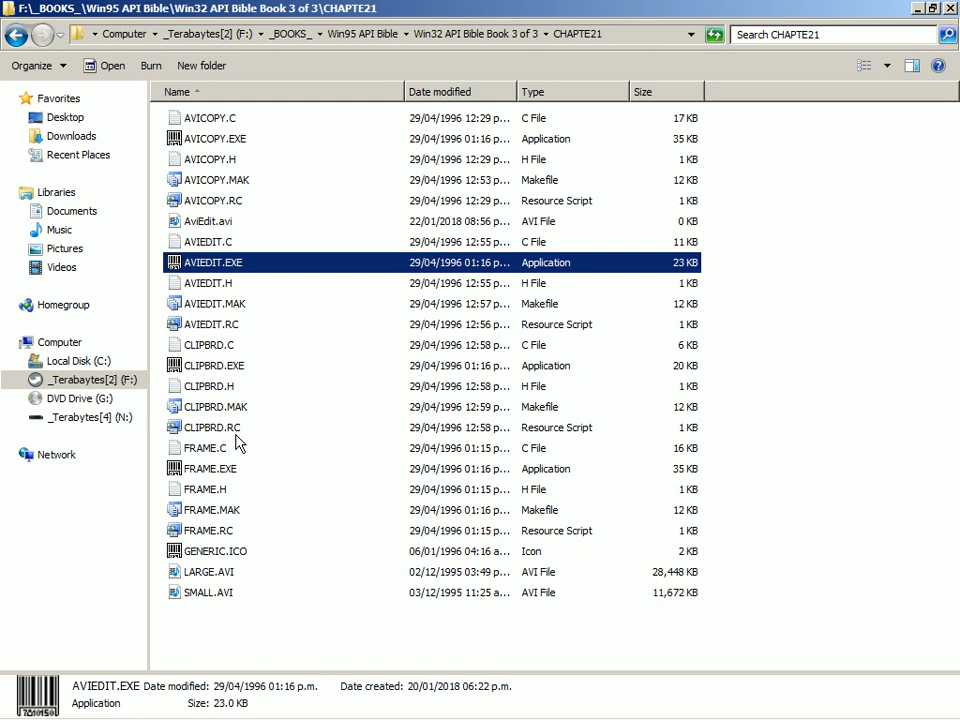 F:\_BOOKS_\Win95 API Bible\Win32 API Bible Book 3 of 3\CHAPTE21
Computer _Terabaytes[2] (F:) _BOOKS_ Win95 API Bible Win32 API Bible Book 3 of 3 CHAPTE21 Search CHAPTE21
Organize Open Burn New folder
Name Date modified Type Size
Favorites
Desktop
Downloads
Recent Places
Libraries
Documents
Music
Pictures
Videos
Homegroup
Computer
Local Disk (C:)
_Terabaytes[2] (F:)
DVD Drive (G:)
_Terabytes[4] (N:)
Network
AVICOPY.C 29/04/1996 12:29 p... C File 17 KB
AVICOPY.EXE 29/04/1996 01:16 p... Application 35 KB
AVICOPY.H 29/04/1996 12:29 p... H File 1 KB
AVICOPY.MAK 29/04/1996 12:53 p... Makefile 12 KB
AVICOPY.RC 29/04/1996 12:29 p... Resource Script 1 KB
AviEdit.avi 22/01/2018 08:56 p... AVI File 0 KB
AVIEDIT.C 29/04/1996 12:55 p... C File 11 KB
AVIEDIT.EXE 29/04/1996 01:16 p... Application 23 KB
AVIEDIT.H 29/04/1996 12:55 p... H File 1 KB
AVIEDIT.MAK 29/04/1996 12:57 p... Makefile 12 KB
AVIEDIT.RC 29/04/1996 12:56 p... Resource Script 1 KB
CLIPBRD.C 29/04/1996 12:58 p... C File 6 KB
CLIPBRD.EXE 29/04/1996 01:16 p... Application 20 KB
CLIPBRD.H 29/04/1996 12:58 p... H File 1 KB
CLIPBRD.MAK 29/04/1996 12:59 p... Makefile 12 KB
CLIPBRD.RC 29/04/1996 12:58 p... Resource Script 1 KB
FRAME.C 29/04/1996 01:15 p... C File 16 KB
FRAME.EXE 29/04/1996 01:16 p... Application 35 KB
FRAME.H 29/04/1996 01:15 p... H File 1 KB
FRAME.MAK 29/04/1996 01:16 p... Makefile 12 KB
FRAME.RC 29/04/1996 01:15 p... Resource Script 1 KB
GENERIC.ICO 06/01/1996 04:16 a... Icon 2 KB
LARGE.AVI 02/12/1995 03:49 p... AVI File 28,448 KB
SMALL.AVI 03/12/1995 11:25 a... AVI File 11,672 KB
AVIEDIT.EXE Date modified: 29/04/1996 01:16 p.m. Date created: 20/01/2018 06:22 p.m.
Application Size: 23.0 KB